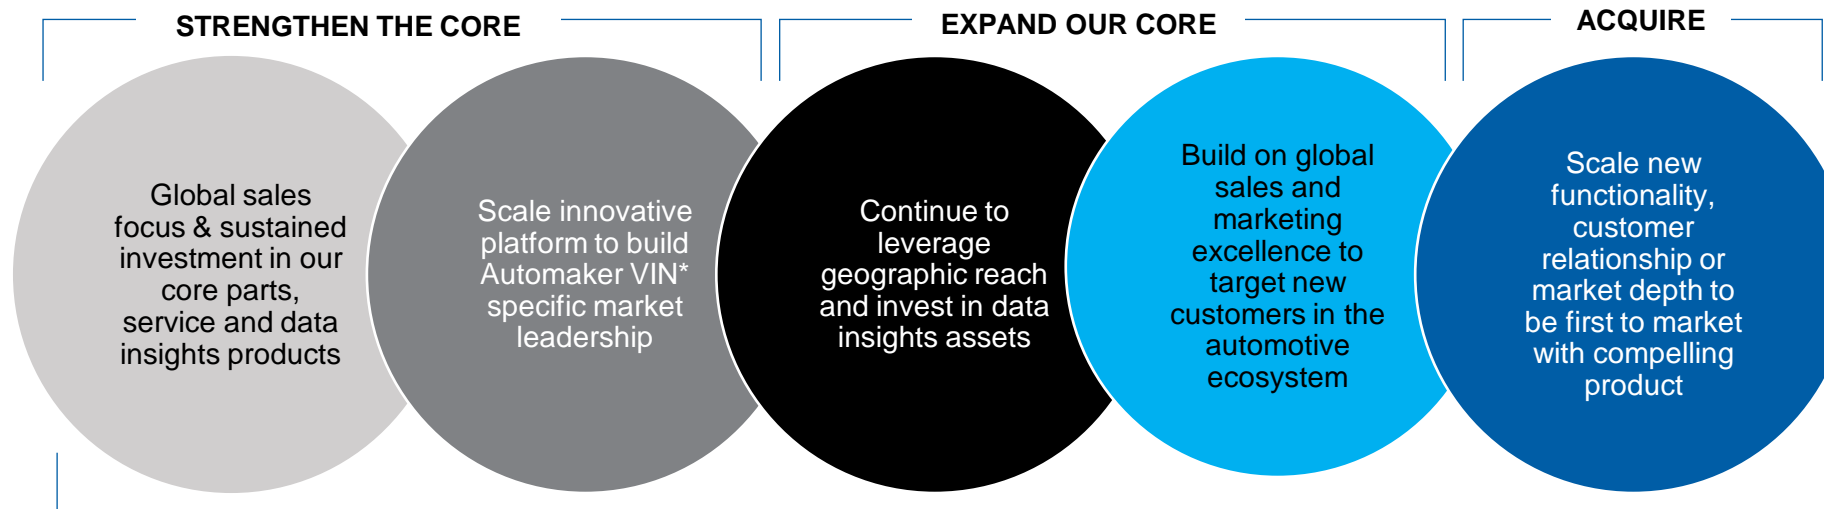 STRENGTHEN THE CORE
EXPAND OUR CORE
ACQUIRE
Global sales
focus & sustained
investment in our
core parts,
service and data
insights products
Scale innovative
platform to build
Automaker VIN*
specific market
leadership
Continue to
leverage
geographic reach
and invest in data
insights assets
Build on global
sales and
marketing
excellence to
target new
customers in the
automotive
ecosystem
Scale new
functionality,
customer
relationship or
market depth to
be first to market
with compelling
product